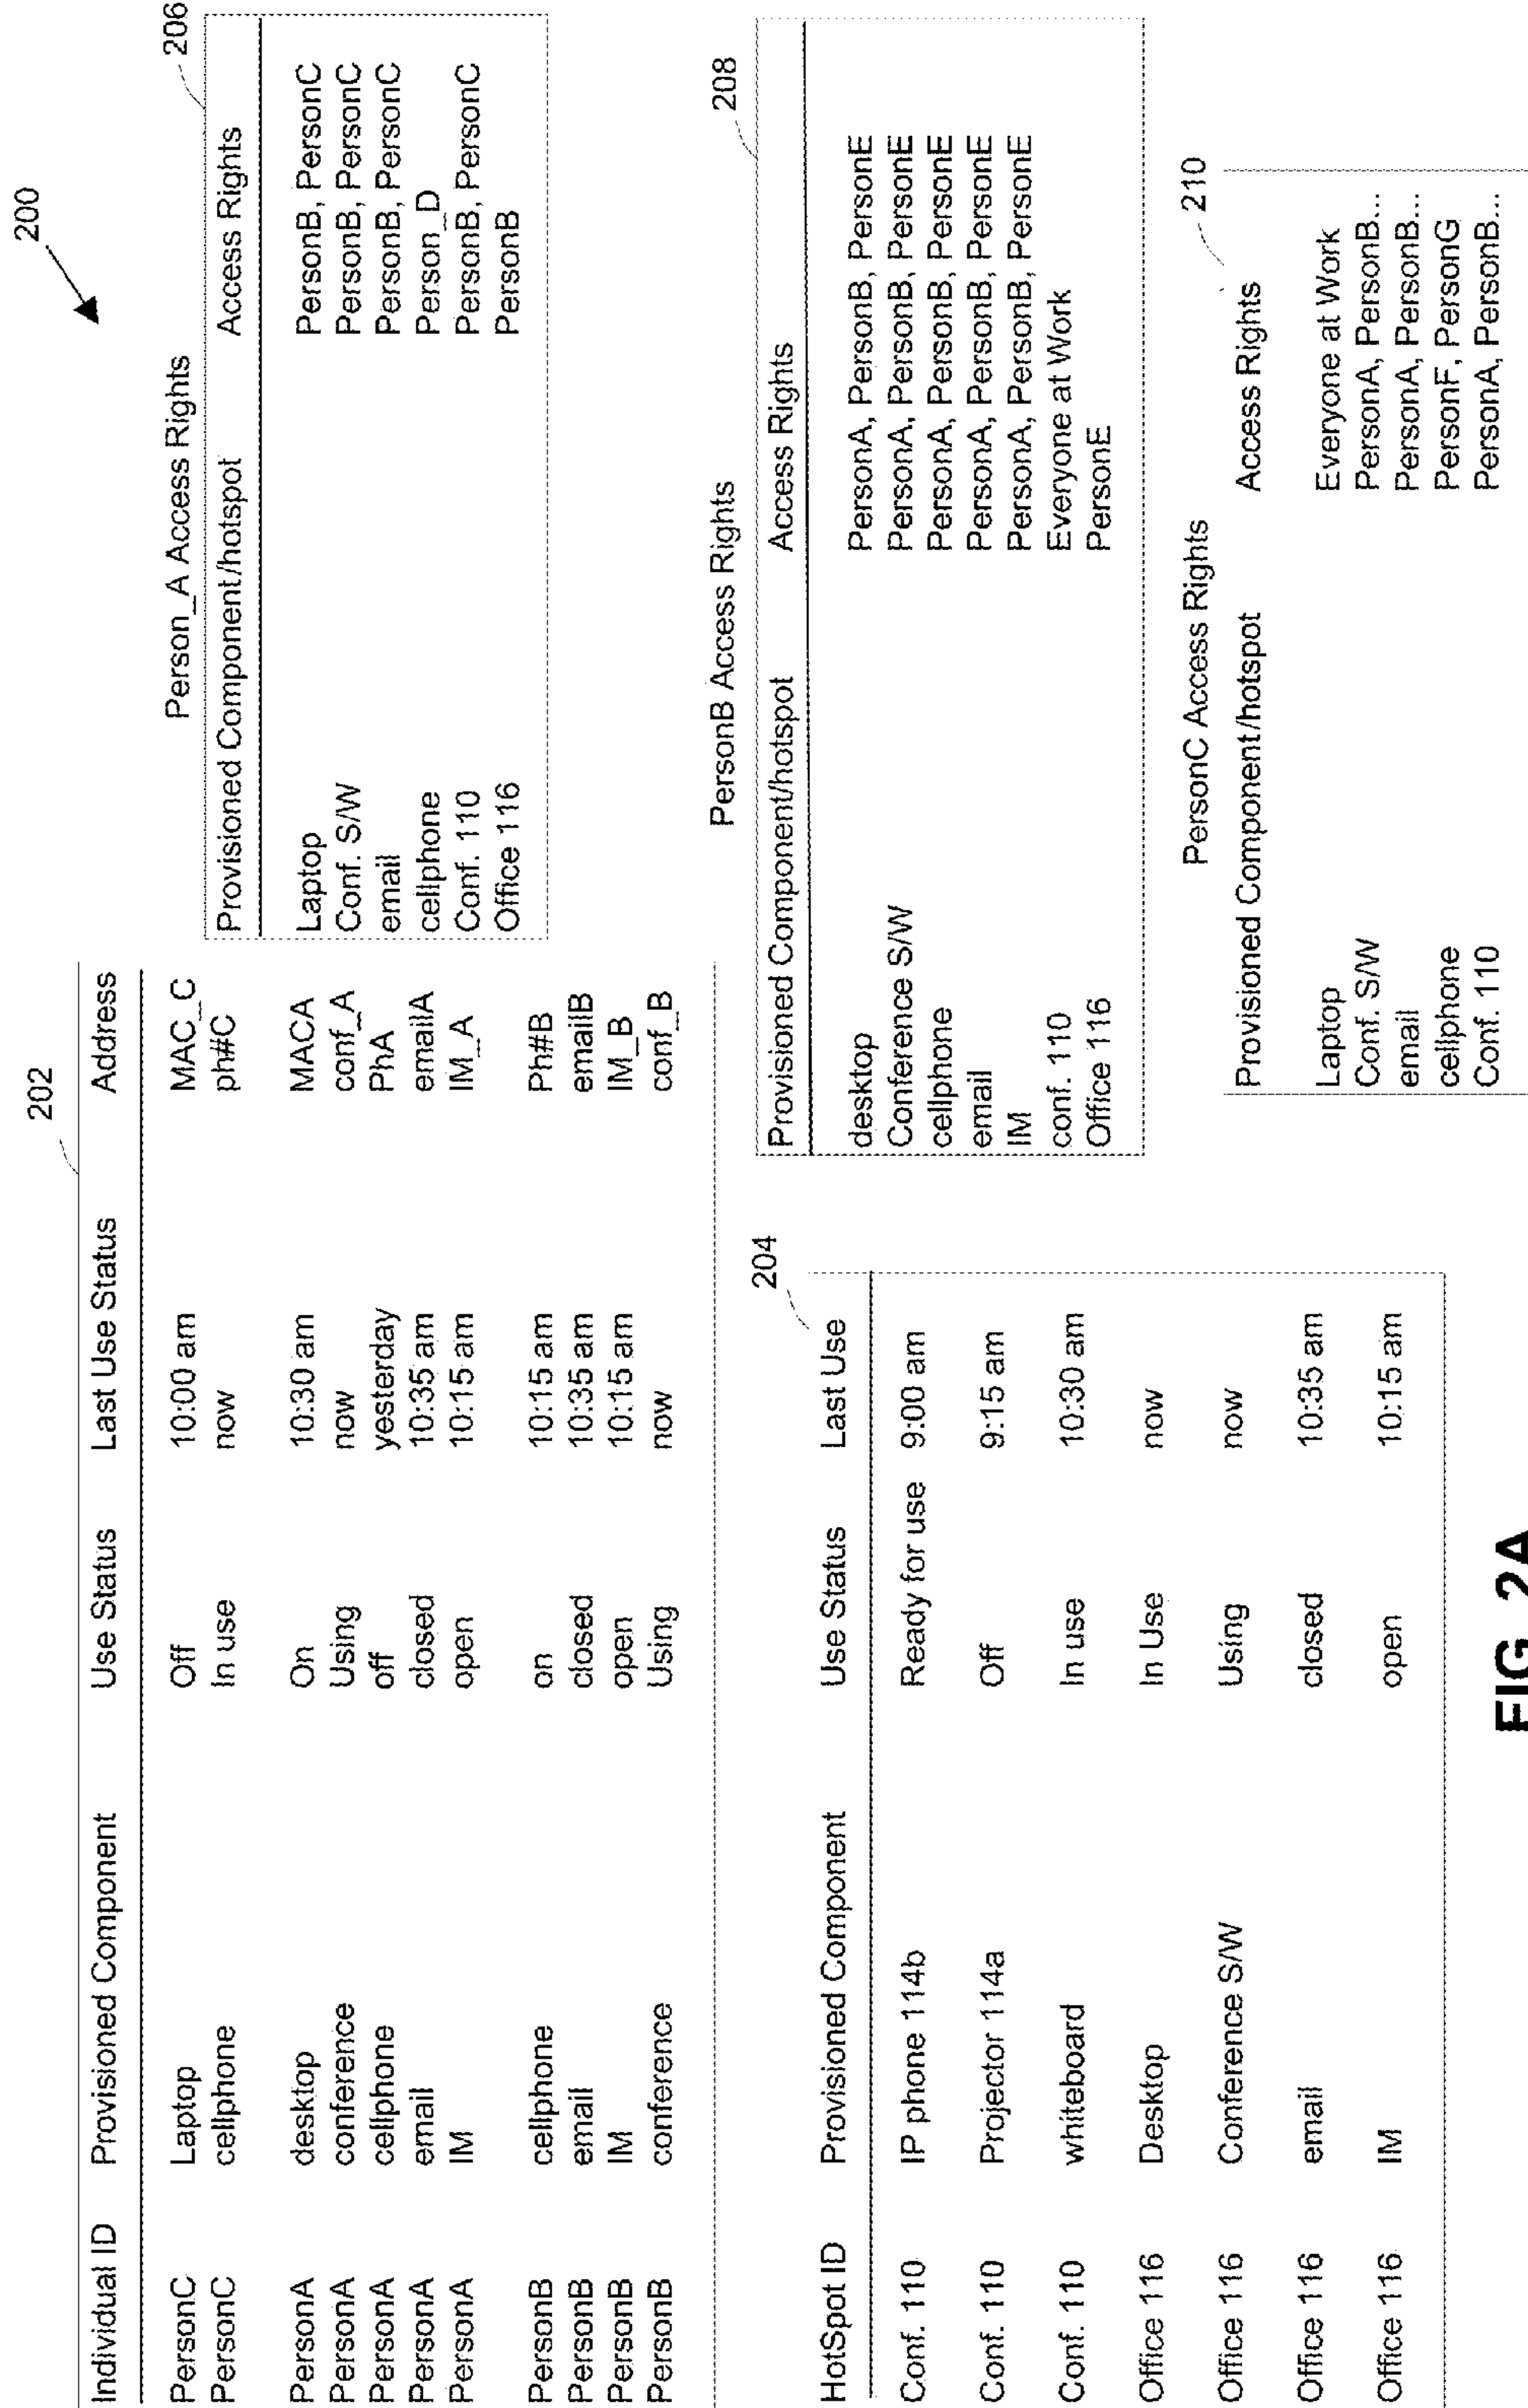 200
202
Individual ID Provisioned Component Use Status Last Use Status Address
PersonC Laptop Off 10:00 am MAC_C
PersonC cellphone In use now ph#C
PersonA desktop On 10:30 am MACA
PersonA conference Using now conf_A
PersonA cellphone off yesterday PhA
PersonA email closed 10:35 am emailA
PersonA IM open 10:15 am IM_A
PersonB cellphone on 10:15 am Ph#B
PersonB email closed 10:35 am emailB
PersonB IM open 10:15 am IM_B
PersonB conference Using now conf_B
204
HotSpot ID Provisioned Component Use Status Last Use
Conf. 110 IP phone 114b Ready for use 9:00 am
Conf. 110 Projector 114a Off 9:15 am
Conf. 110 whiteboard In use 10:30 am
Office 116 Desktop In Use now
Office 116 Conference S/W Using now
Office 116 email closed 10:35 am
Office 116 IM open 10:15 am
Person_A Access Rights
206
Provisioned Component/hotspot Access Rights
Laptop PersonB, PersonC
Conf. S/W PersonB, PersonC
email PersonB, PersonC
cellphone Person_D
Conf. 110 PersonB, PersonC
Office 116 PersonB
PersonB Access Rights
208
Provisioned Component/hotspot Access Rights
desktop PersonA, PersonB, PersonE
Conference S/W PersonA, PersonB, PersonE
cellphone PersonA, PersonB, PersonE
email PersonA, PersonB, PersonE
IM PersonA, PersonB, PersonE
conf. 110 Everyone at Work
Office 116 PersonE
PersonC Access Rights
210
Provisioned Component/hotspot Access Rights
Laptop Everyone at Work
Conf. S/W PersonA, PersonB...
email PersonA, PersonB...
cellphone PersonF, PersonG
Conf. 110 PersonA, PersonB...
FIG. 2A